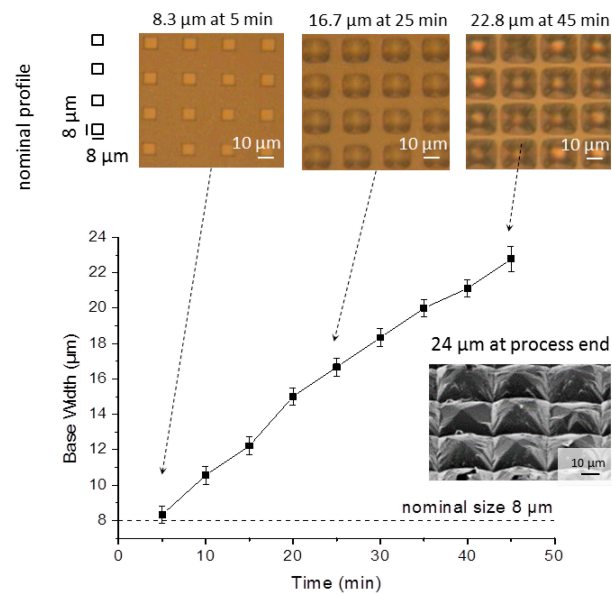 8.3 µm at 5 min
16.7 µm at 25 min
22.8 µm at 45 min
nominal profile
8 µm
8 µm
10 µm
10 µm
10 µm
24
22
20
18
16
14
12
10
8
Base Width (µm)
24 µm at process end
10 µm
nominal size 8 µm
0
10
20
30
40
50
Time (min)